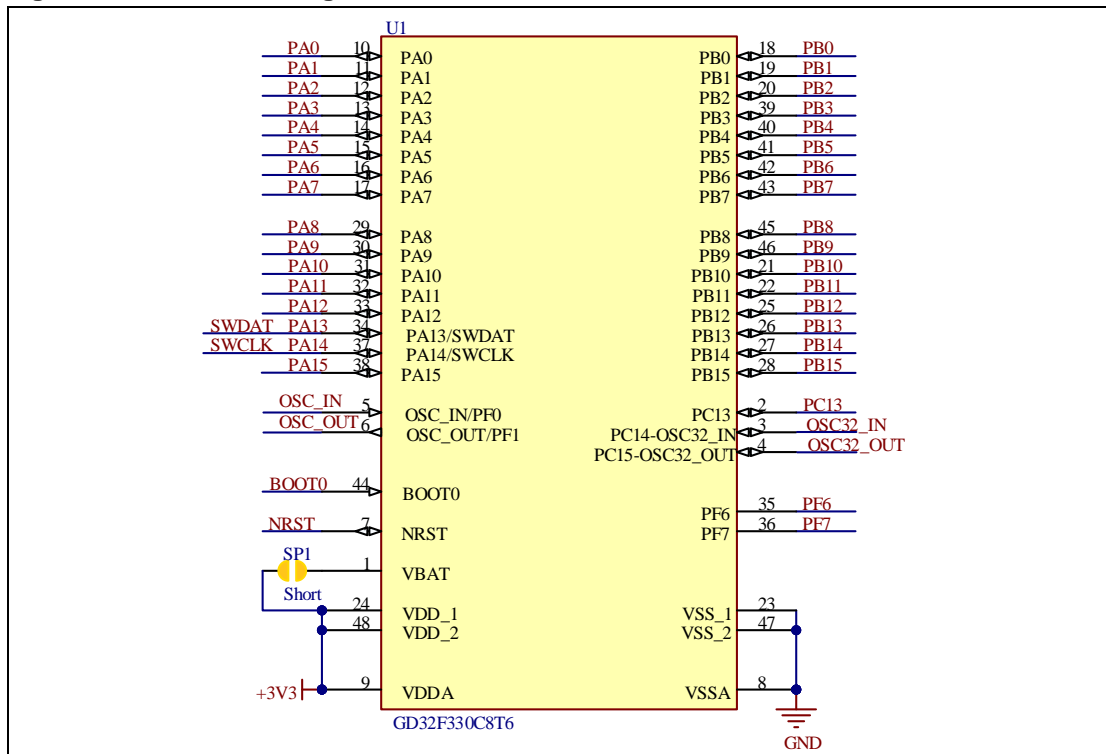 U1
PA0 10 PA0 PB0 18 PB0
PA1 11 PA1 PB1 19 PB1
PA2 12 PA2 PB2 20 PB2
PA3 13 PA3 PB3 39 PB3
PA4 14 PA4 PB4 40 PB4
PA5 15 PA5 PB5 41 PB5
PA6 16 PA6 PB6 42 PB6
PA7 17 PA7 PB7 43 PB7
PA8 29 PA8 PB8 45 PB8
PA9 30 PA9 PB9 46 PB9
PA10 31 PA10 PB10 21 PB10
PA11 32 PA11 PB11 22 PB11
PA12 33 PA12 PB12 25 PB12
SWDAT PA13 34 PA13/SWDAT PB13 26 PB13
SWCLK PA14 37 PA14/SWCLK PB14 27 PB14
PA15 38 PA15 PB15 28 PB15
OSC_IN 5 OSC_IN/PF0 PC13 2 PC13
OSC_OUT 6 OSC_OUT/PF1 PC14-OSC32_IN 3 OSC32_IN
PC15-OSC32_OUT 4 OSC32_OUT
BOOT0 44 BOOT0
PF6 35 PF6
NRST 7 NRST PF7 36 PF7
SP1
1 VBAT
Short
24 VDD_1 VSS_1 23
48 VDD_2 VSS_2 47
+3V3 9 VDDA VSSA 8
GD32F330C8T6
GND